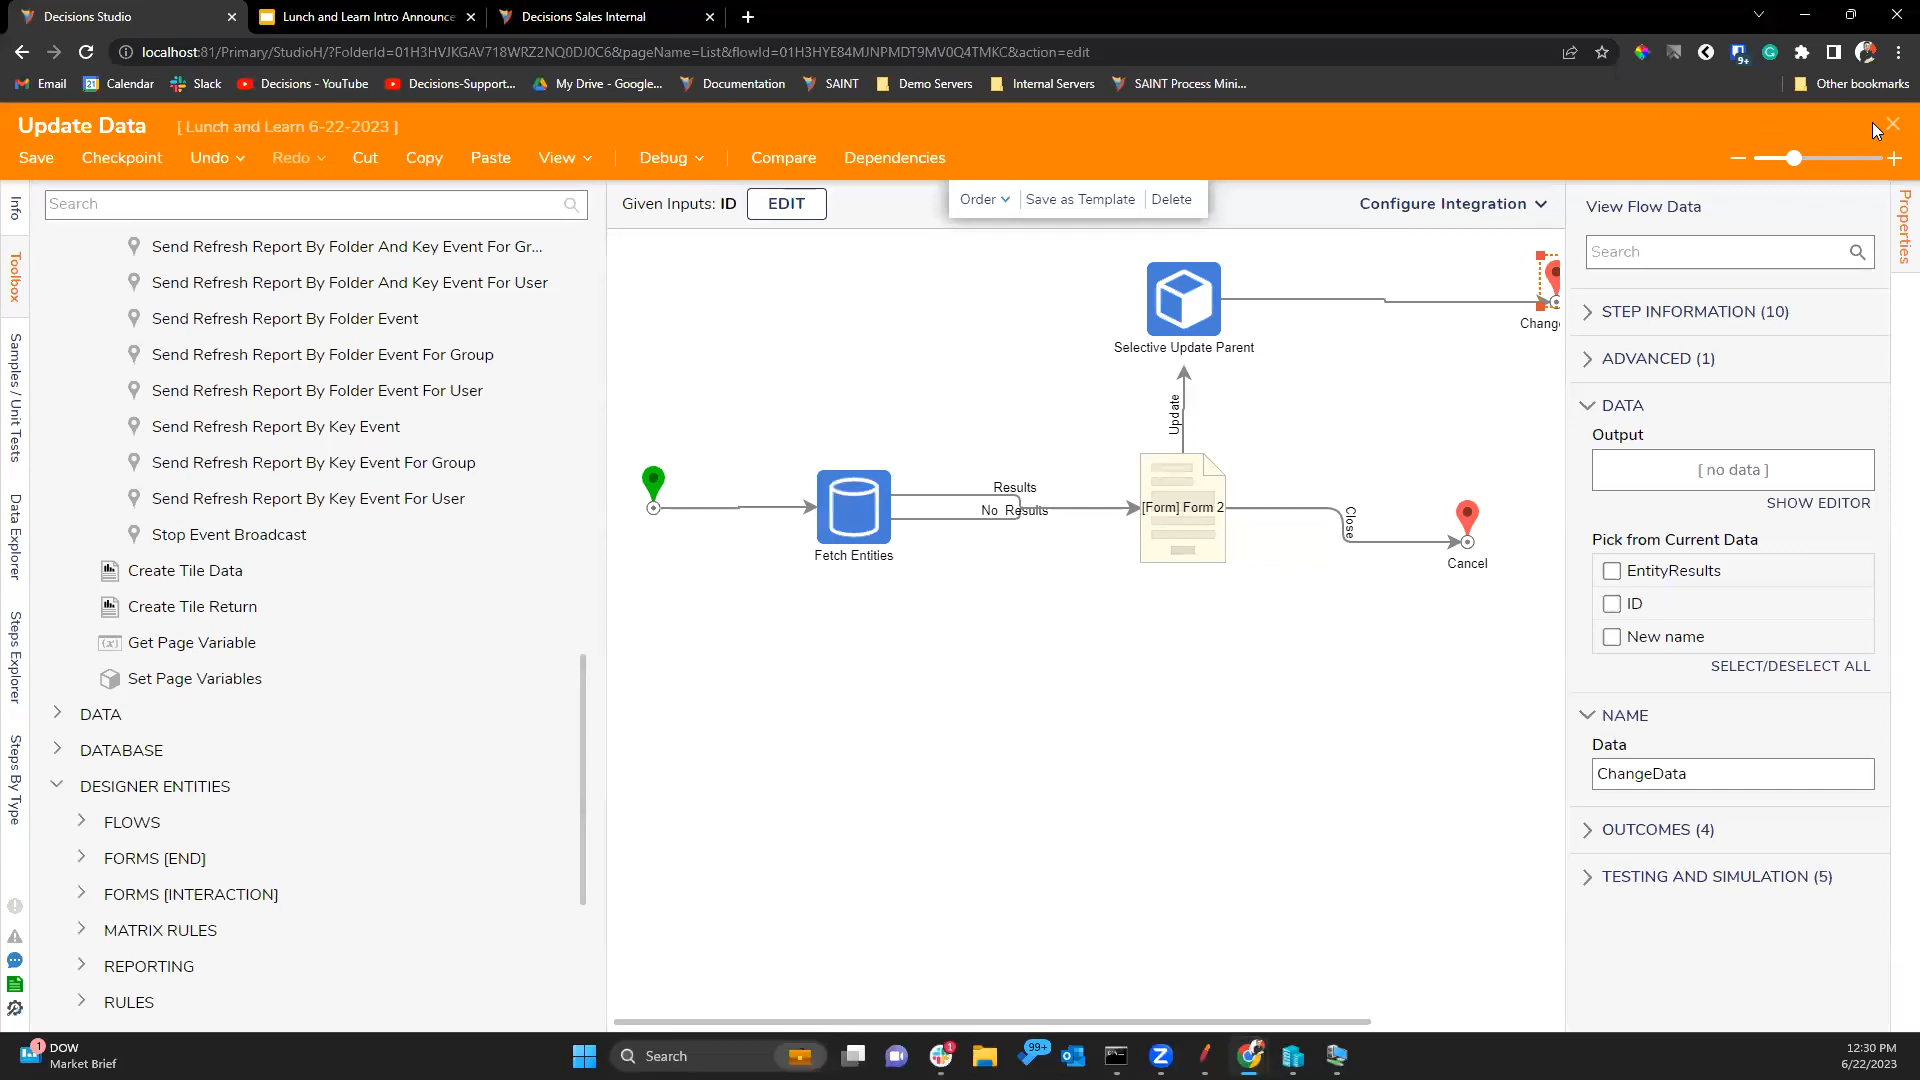 Decisions Studio
Lunch and Learn Intro Announce
Decisions Sales Internal
localhost:81/Primary/StudioH/?FolderId=01H3HVJKGAV718WRZ2NQ0DJ0C6&pageName=List&flowId=01H3HYE84MJNPMDT9MV0Q4TMKC&action=edit
9+
Email
Calendar
Slack
Decisions - YouTube
Decisions-Support...
My Drive - Google...
Documentation
SAINT
Demo Servers
Internal Servers
SAINT Process Mini...
Other bookmarks
Update Data
[ Lunch and Learn 6-22-2023 ]
Save
Checkpoint
Undo
Redo
Cut
Copy
Paste
View
Debug
Compare
Dependencies
Info
Toolbox
Samples / Unit Tests
Data Explorer
Steps Explorer
Steps By Type
Search
Send Refresh Report By Folder And Key Event For Gr...
Send Refresh Report By Folder And Key Event For User
Send Refresh Report By Folder Event
Send Refresh Report By Folder Event For Group
Send Refresh Report By Folder Event For User
Send Refresh Report By Key Event
Send Refresh Report By Key Event For Group
Send Refresh Report By Key Event For User
Stop Event Broadcast
Create Tile Data
Create Tile Return
Get Page Variable
Set Page Variables
DATA
DATABASE
DESIGNER ENTITIES
FLOWS
FORMS [END]
FORMS [INTERACTION]
MATRIX RULES
REPORTING
RULES
Given Inputs: ID
EDIT
Order
Save as Template
Delete
Configure Integration
Selective Update Parent
Chang
Update
Fetch Entities
Results
No Results
[Form] Form 2
Close
Cancel
View Flow Data
Search
STEP INFORMATION (10)
ADVANCED (1)
DATA
Output
[ no data ]
SHOW EDITOR
Pick from Current Data
EntityResults
ID
New name
SELECT/DESELECT ALL
NAME
Data
ChangeData
OUTCOMES (4)
TESTING AND SIMULATION (5)
Properties
1
DOW
Market Brief
Search
1
99+
12:30 PM
6/22/2023